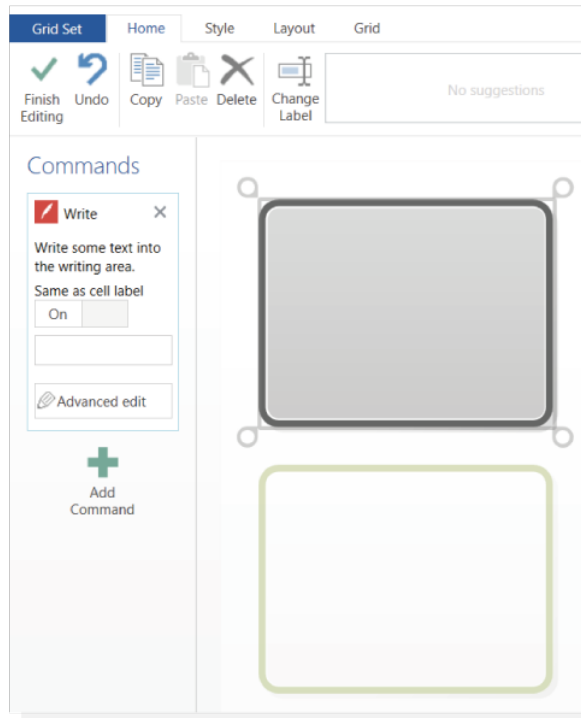 Grid Set Home Style Layout Grid
Finish Editing Undo Copy Paste Delete Change Label No suggestions
Commands
Write
Write some text into
the writing area.
Same as cell label
On
Advanced edit
Add
Command